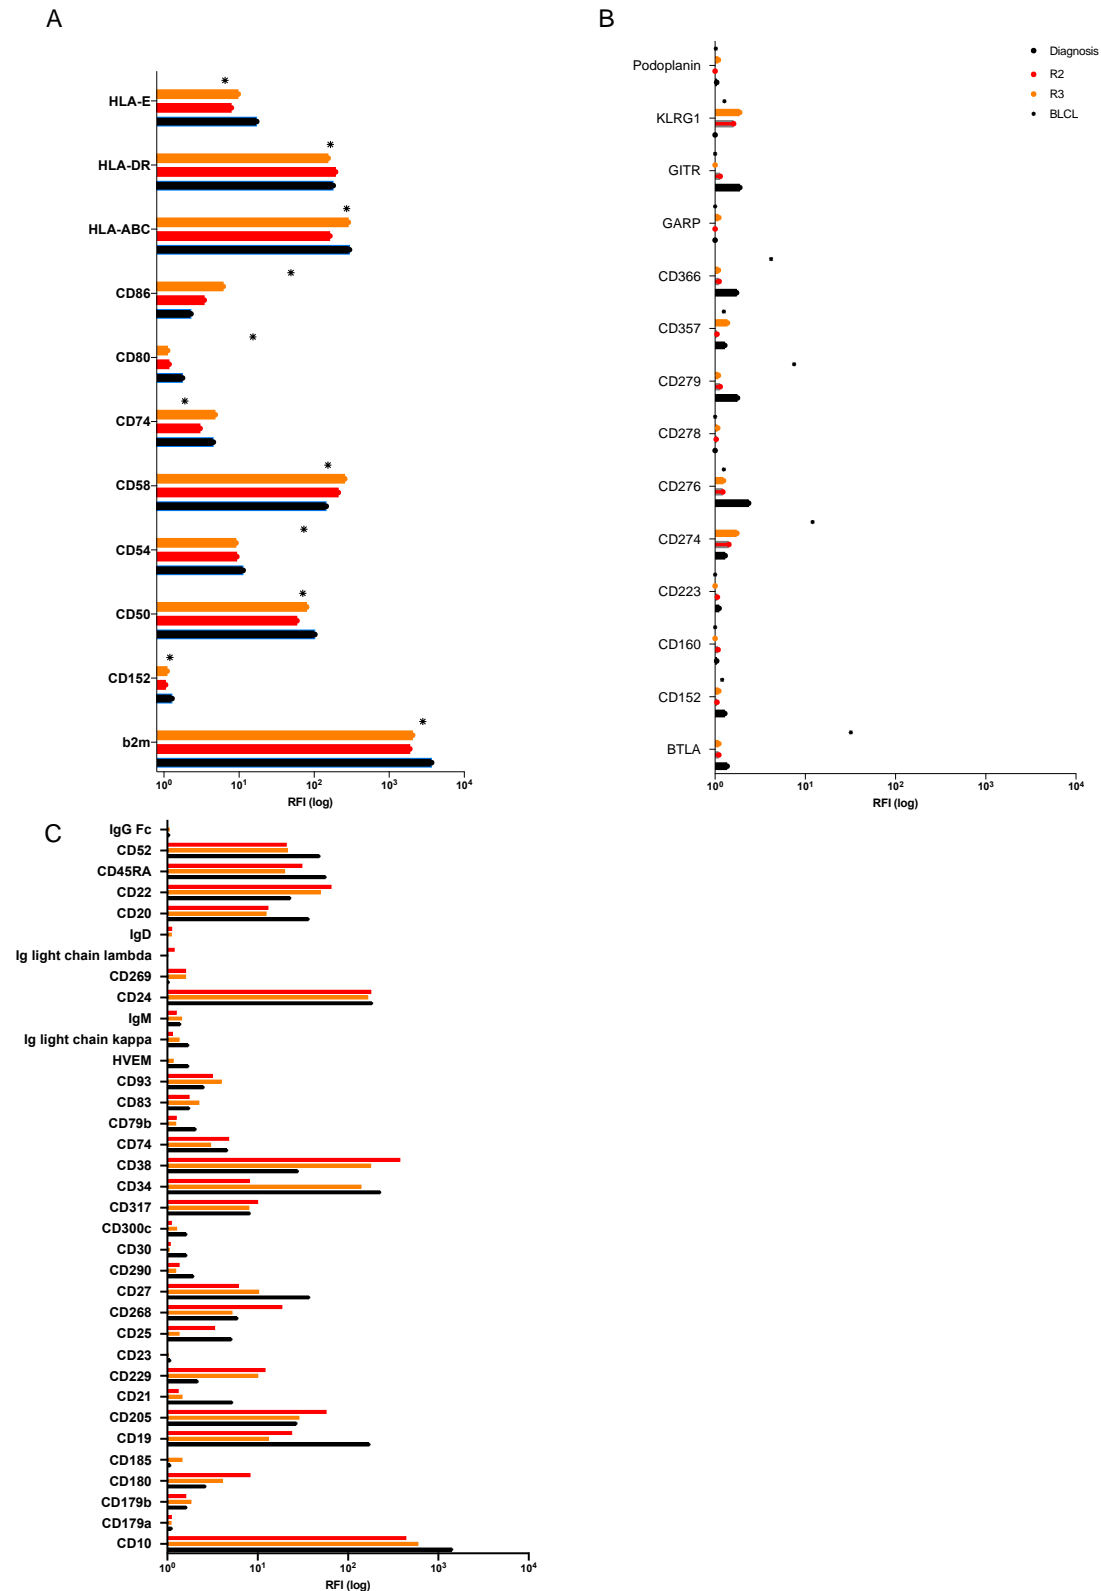 A
HLA-E
HLA-DR
HLA-ABC
CD86
CD80
CD74
CD58
CD54
CD50
CD152
b2m
10⁰ 10¹ 10² 10³ 10⁴
RFI (log)
B
Podoplanin
KLRG1
GITR
GARP
CD366
CD357
CD279
CD278
CD276
CD274
CD223
CD160
CD152
BTLA
10⁰ 10¹ 10² 10³ 10⁴
RFI (log)
Diagnosis
R2
R3
BLCL
C
IgG Fc
CD52
CD45RA
CD22
CD20
IgD
Ig light chain lambda
CD269
CD24
IgM
Ig light chain kappa
HVEM
CD93
CD83
CD79b
CD74
CD38
CD34
CD317
CD300c
CD30
CD290
CD27
CD268
CD25
CD23
CD229
CD21
CD205
CD19
CD185
CD180
CD179b
CD179a
CD10
10⁰ 10¹ 10² 10³ 10⁴
RFI (log)